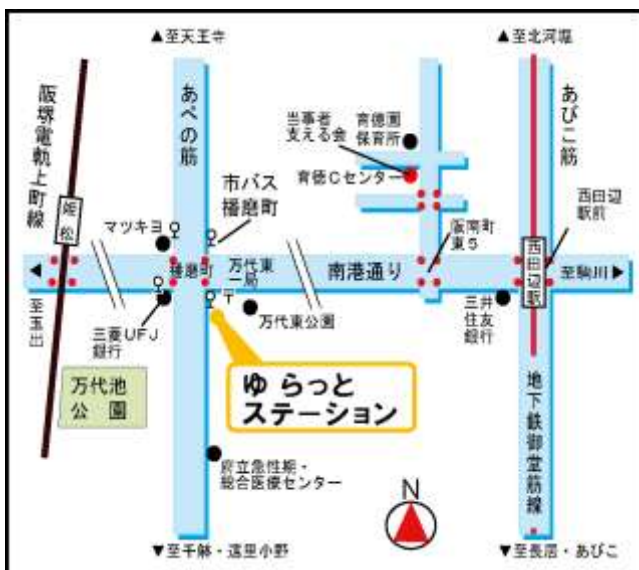 ▲至天王寺
▲至北河堀
阪堺電軌上町線
あべの筋
あびこ筋
当事者
支える会
育徳園
保育所
育徳Cセンター
市バス
播磨町
姫松
マツキヨ
西田辺
駅前
阪南町
東5
播磨町
万代東
一局
南港通り
西田辺駅
至駒川
至玉出
〒
三菱UFJ
銀行
万代東公園
三井
住友
銀行
万代池
公園
ゆらっと
ステーション
地下鉄御堂筋線
府立急性期・
総合医療センター
N
▼至千躰・遠里小野
▼至長居・あびこ